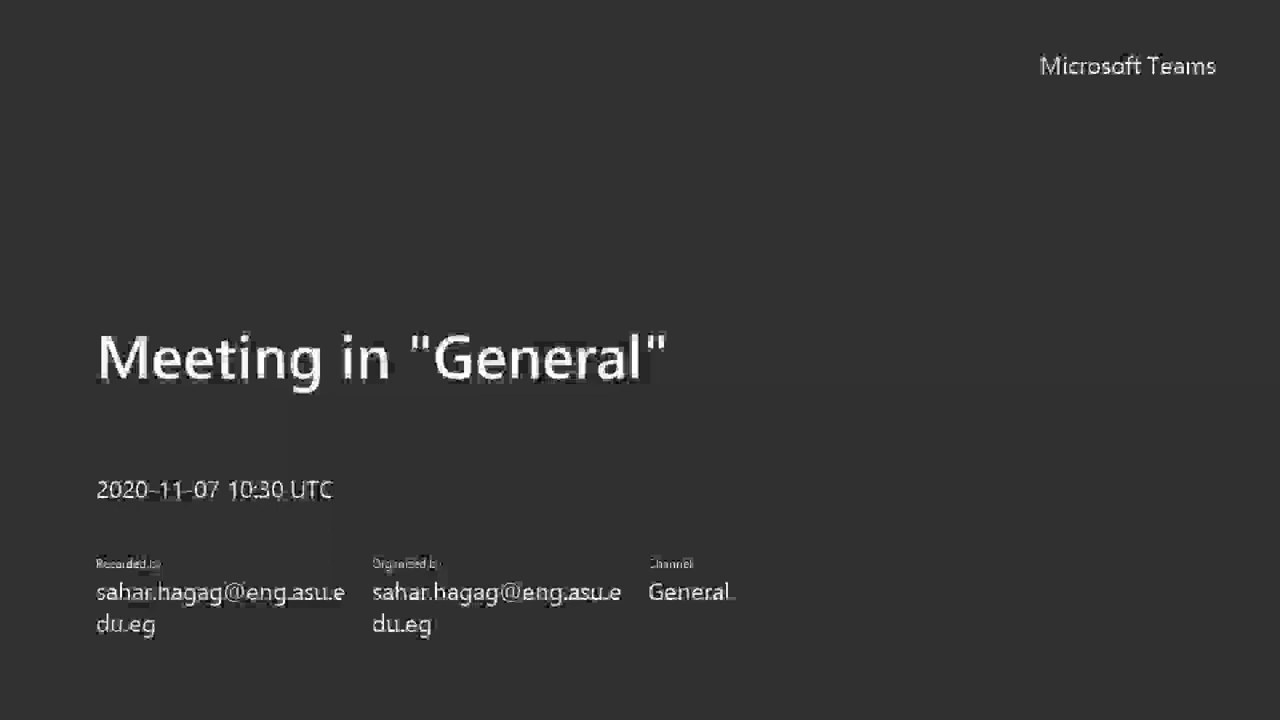 Microsoft Teams
Meeting in "General"
2020-11-07 10:30 UTC
Recorded by
Organized by
Channel
sahar.hagag@eng.asu.e
du.eg
sahar.hagag@eng.asu.e
du.eg
General